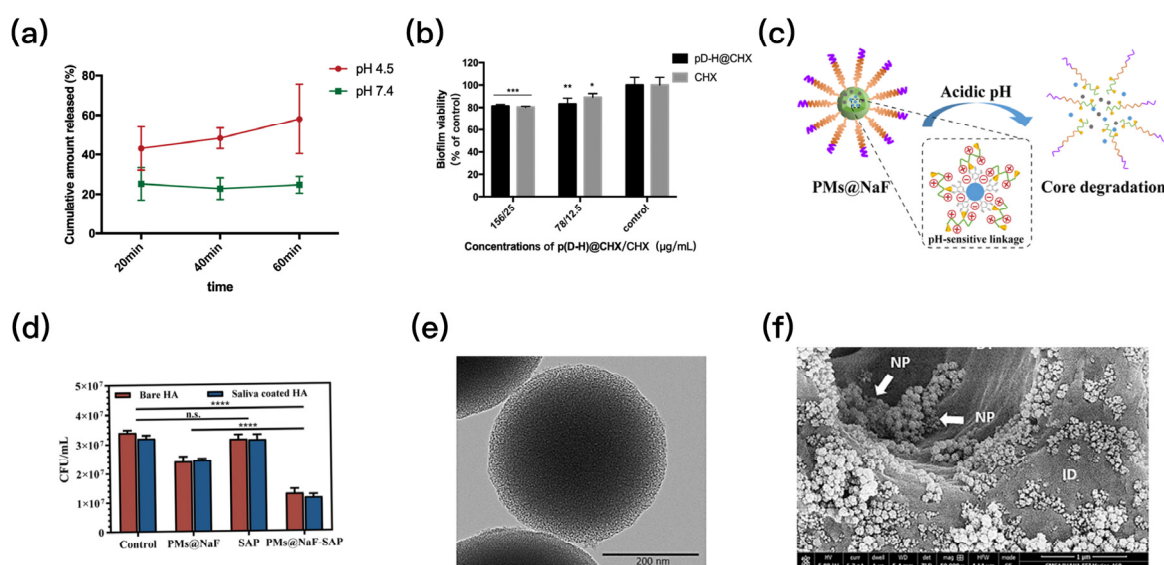 (a)
pH 4.5
pH 7.4
Cumulative amount released (%)
80
60
40
20
0
20min
40min
60min
time
(b)
pD-H@CHX
CHX
Biofilm viability
(% of control)
140
120
100
80
60
40
20
0
***
**
*
156/25
78/12.5
control
Concentrations of p(D-H)@CHX/CHX (μg/mL)
(c)
Acidic pH
PMs@NaF
Core degradation
pH-sensitive linkage
(d)
Bare HA
Saliva coated HA
CFU/mL
5×10⁷
4×10⁷
3×10⁷
2×10⁷
1×10⁷
0
****
n.s.
****
Control
PMs@NaF
SAP
PMs@NaF-SAP
(e)
200 nm
(f)
NP
NP
ID
HV
curr
dwell
WD
det
mag
HFW
mode
1 μm